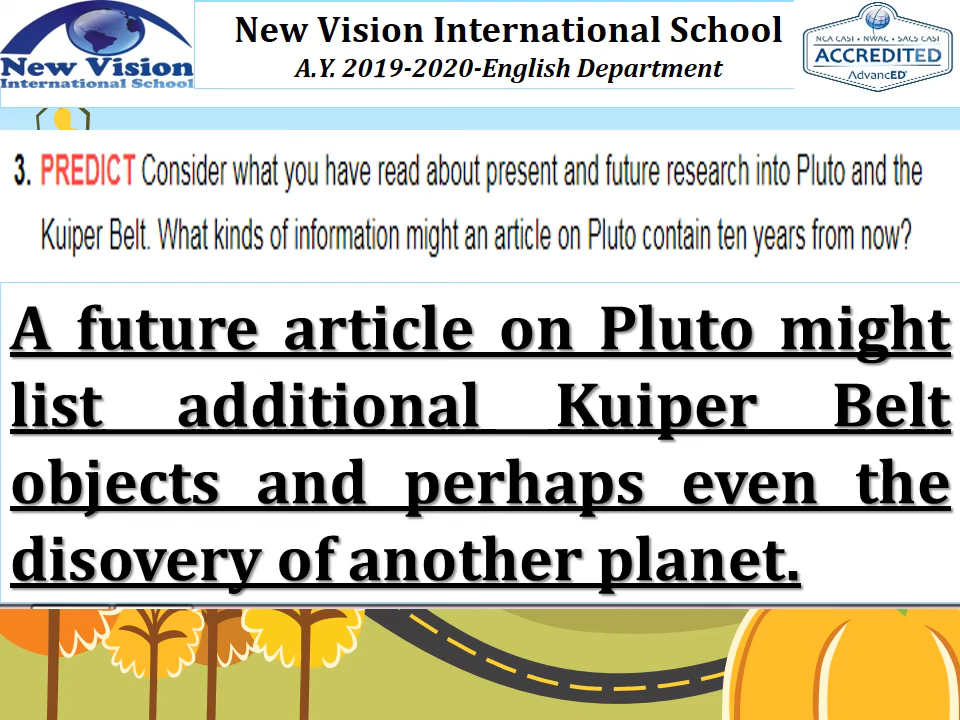 New Vision
International School
New Vision International School
A.Y. 2019-2020-English Department
NCA CASI • NWAC • SACS CASI
ACCREDITED
AdvancED
3. PREDICT Consider what you have read about present and future research into Pluto and the
Kuiper Belt. What kinds of information might an article on Pluto contain ten years from now?
A future article on Pluto might
list additional Kuiper Belt
objects and perhaps even the
disovery of another planet.